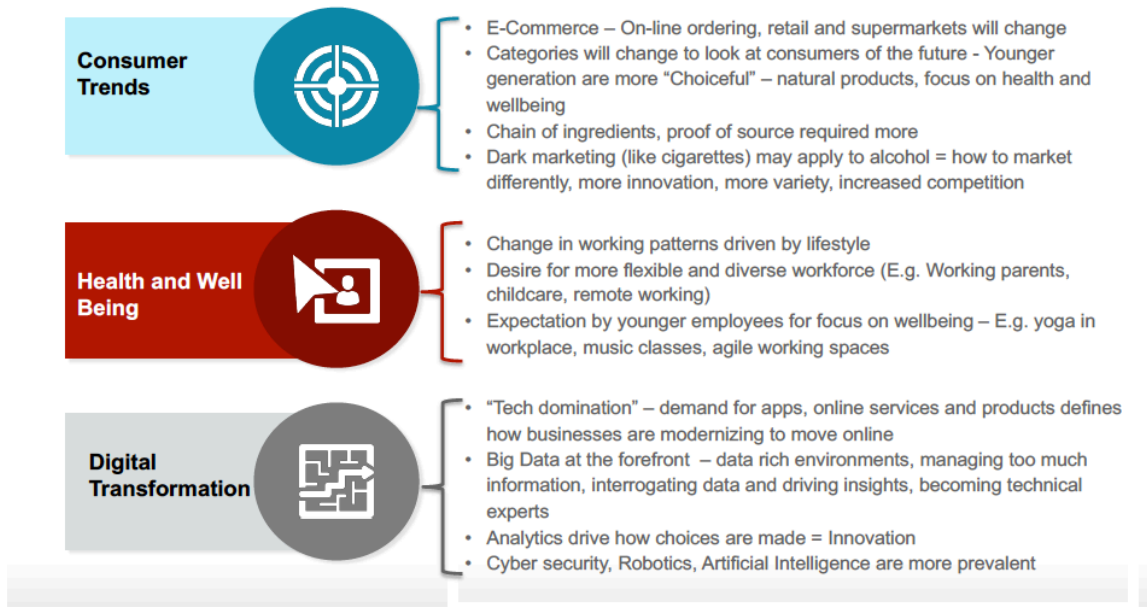 Consumer
Trends
• E-Commerce – On-line ordering, retail and supermarkets will change
• Categories will change to look at consumers of the future - Younger
generation are more “Choiceful” – natural products, focus on health and
wellbeing
• Chain of ingredients, proof of source required more
• Dark marketing (like cigarettes) may apply to alcohol = how to market
differently, more innovation, more variety, increased competition
Health and Well
Being
• Change in working patterns driven by lifestyle
• Desire for more flexible and diverse workforce (E.g. Working parents,
childcare, remote working)
• Expectation by younger employees for focus on wellbeing – E.g. yoga in
workplace, music classes, agile working spaces
Digital
Transformation
• “Tech domination” – demand for apps, online services and products defines
how businesses are modernizing to move online
• Big Data at the forefront – data rich environments, managing too much
information, interrogating data and driving insights, becoming technical
experts
• Analytics drive how choices are made = Innovation
• Cyber security, Robotics, Artificial Intelligence are more prevalent